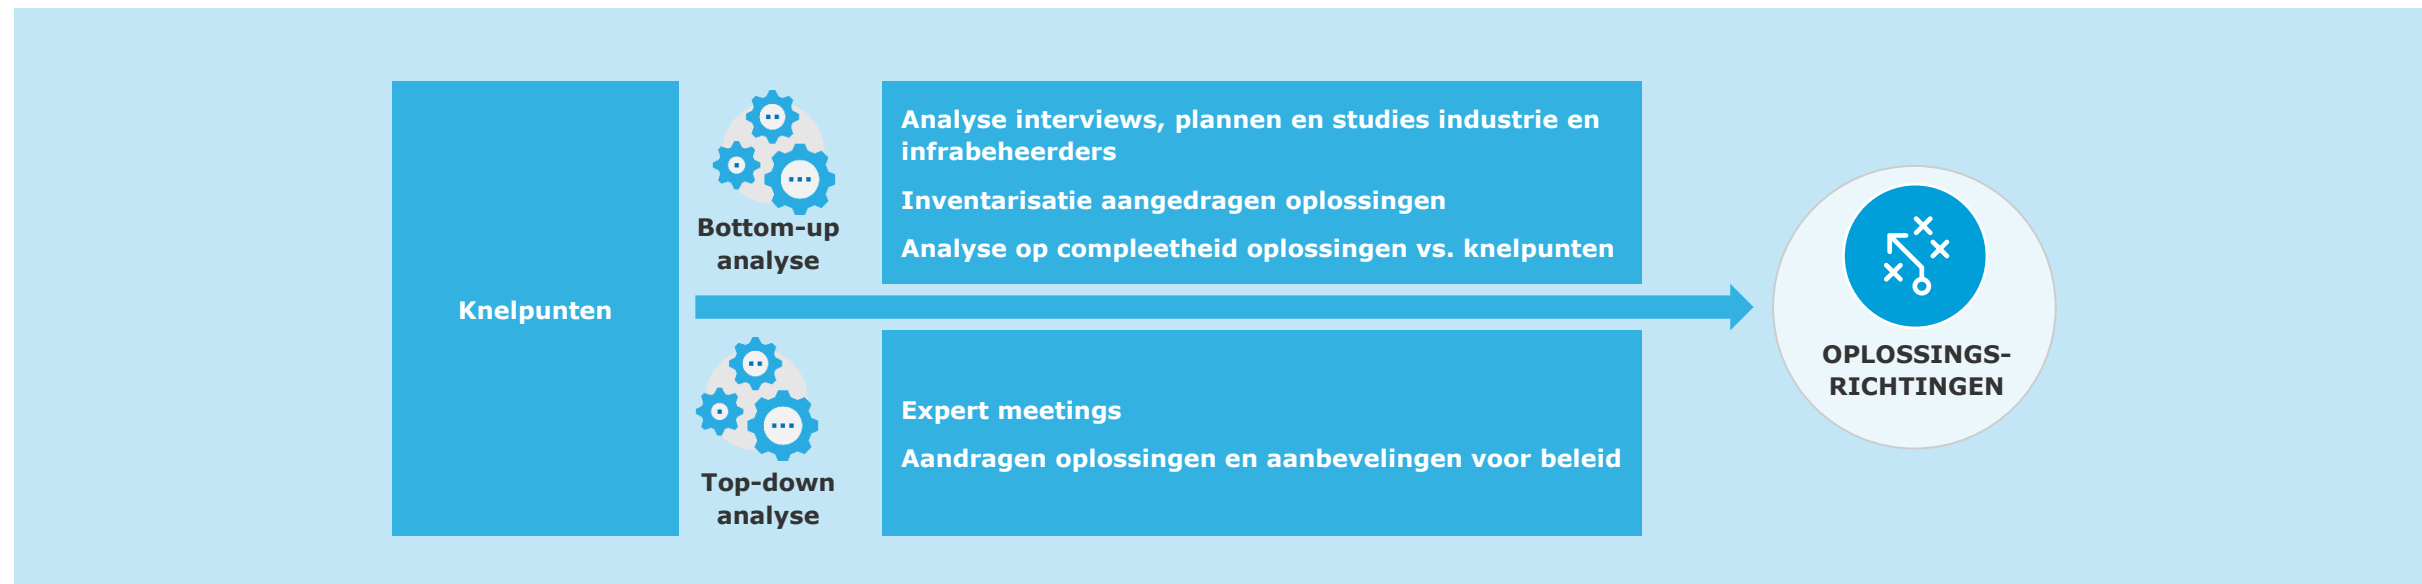 Knelpunten
Bottom-up
analyse
Analyse interviews, plannen en studies industrie en
infrabeheerders
Inventarisatie aangedragen oplossingen
Analyse op compleetheid oplossingen vs. knelpunten
Top-down
analyse
Expert meetings
Aandragen oplossingen en aanbevelingen voor beleid
OPLOSSINGS-
RICHTINGEN